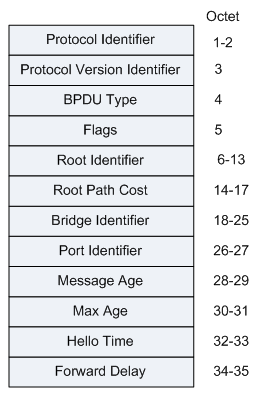 Octet
Protocol Identifier 1-2
Protocol Version Identifier 3
BPDU Type 4
Flags 5
Root Identifier 6-13
Root Path Cost 14-17
Bridge Identifier 18-25
Port Identifier 26-27
Message Age 28-29
Max Age 30-31
Hello Time 32-33
Forward Delay 34-35